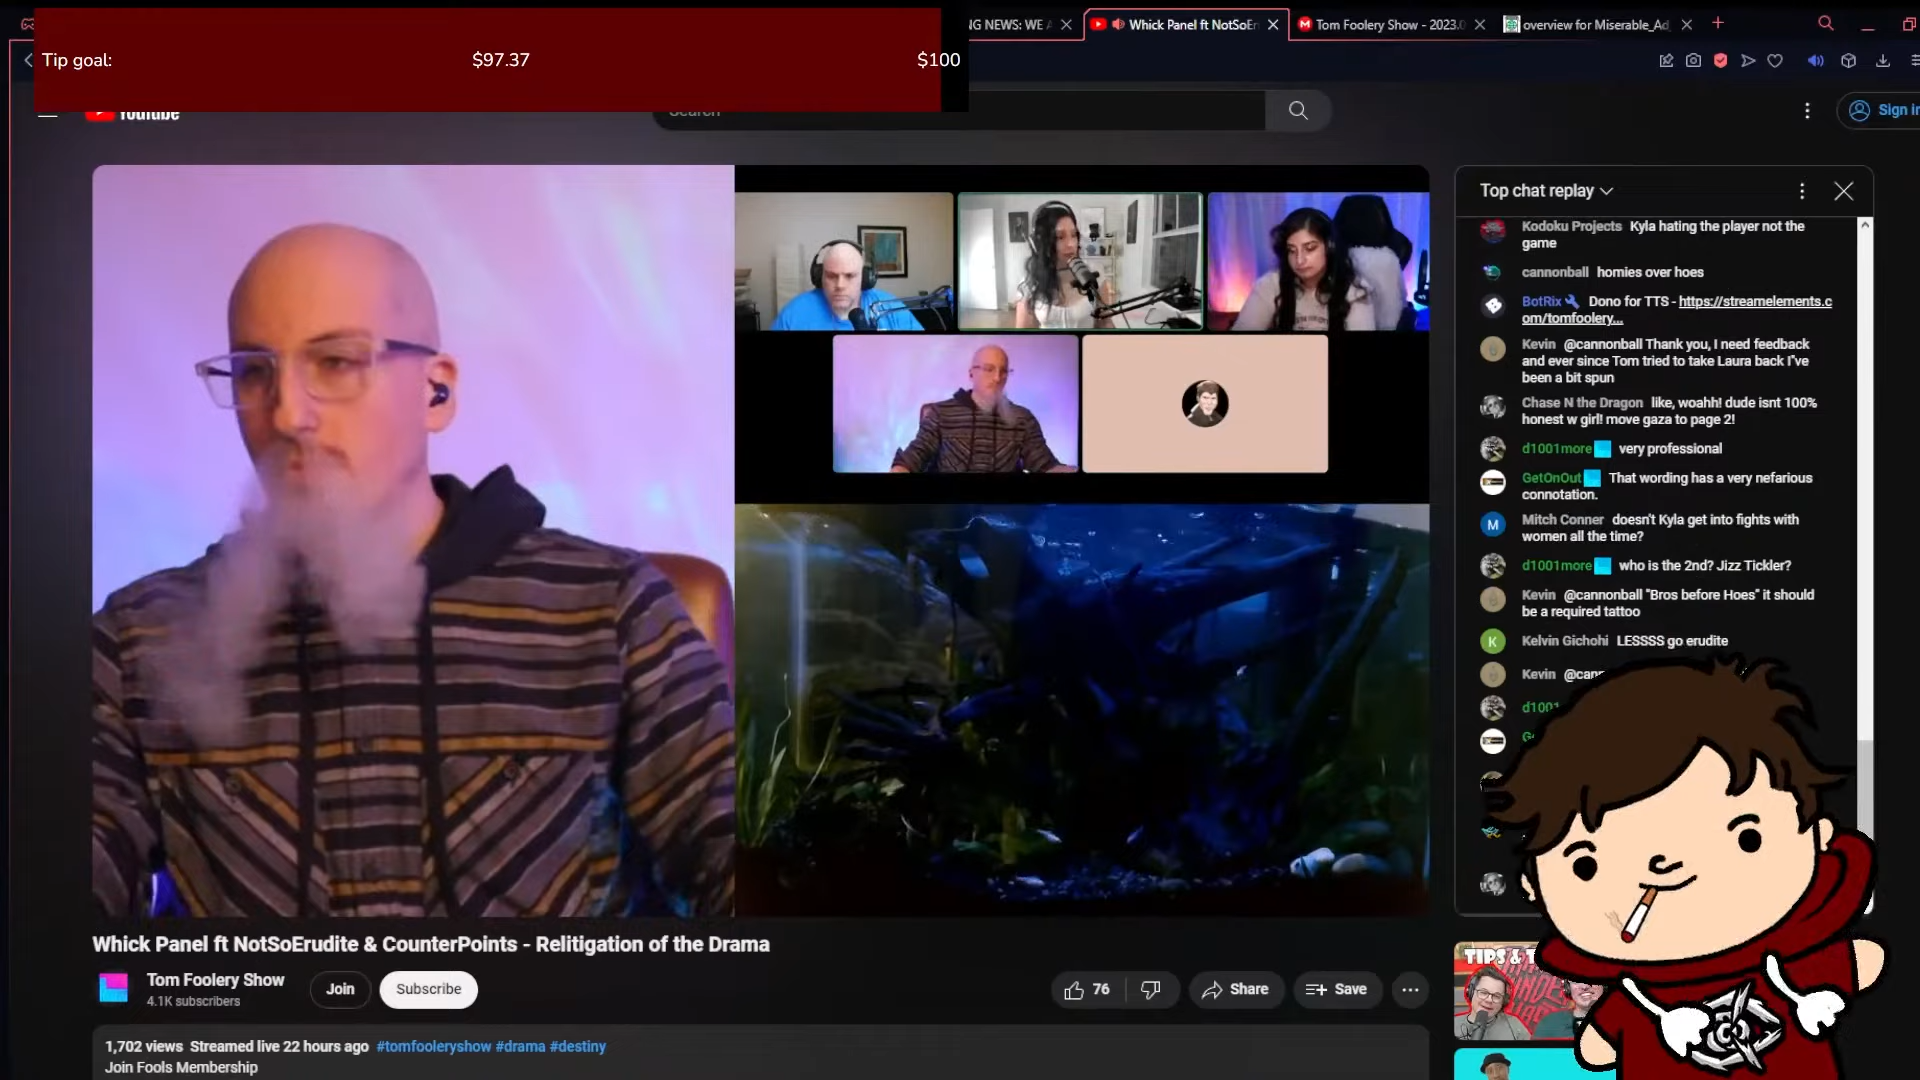 Tip goal:
$97.37
$100
NG NEWS: WE
Whick Panel ft NotSoEr
Tom Foolery Show - 2023.0
overview for Miserable_Ad
YouTube
Search
Sign in
Top chat replay
Kodoku Projects Kyla hating the player not the
game
cannonball homies over hoes
BotRix Dono for TTS - https://streamelements.c
om/tomfoolery...
Kevin @cannonball Thank you, I need feedback
and ever since Tom tried to take Laura back I"ve
been a bit spun
Chase N the Dragon like, woahh! dude isnt 100%
honest w girl! move gaza to page 2!
d1001more very professional
GetOnOut That wording has a very nefarious
connotation.
Mitch Conner doesn't Kyla get into fights with
women all the time?
d1001more who is the 2nd? Jizz Tickler?
Kevin @cannonball "Bros before Hoes" it should
be a required tattoo
Kelvin Gichohi LESSSS go erudite
Kevin @cann
d1001
Whick Panel ft NotSoErudite & CounterPoints - Relitigation of the Drama
Tom Foolery Show
4.1K subscribers
Join
Subscribe
76
Share
Save
TIPS & T
1,702 views Streamed live 22 hours ago #tomfooleryshow #drama #destiny
Join Fools Membership